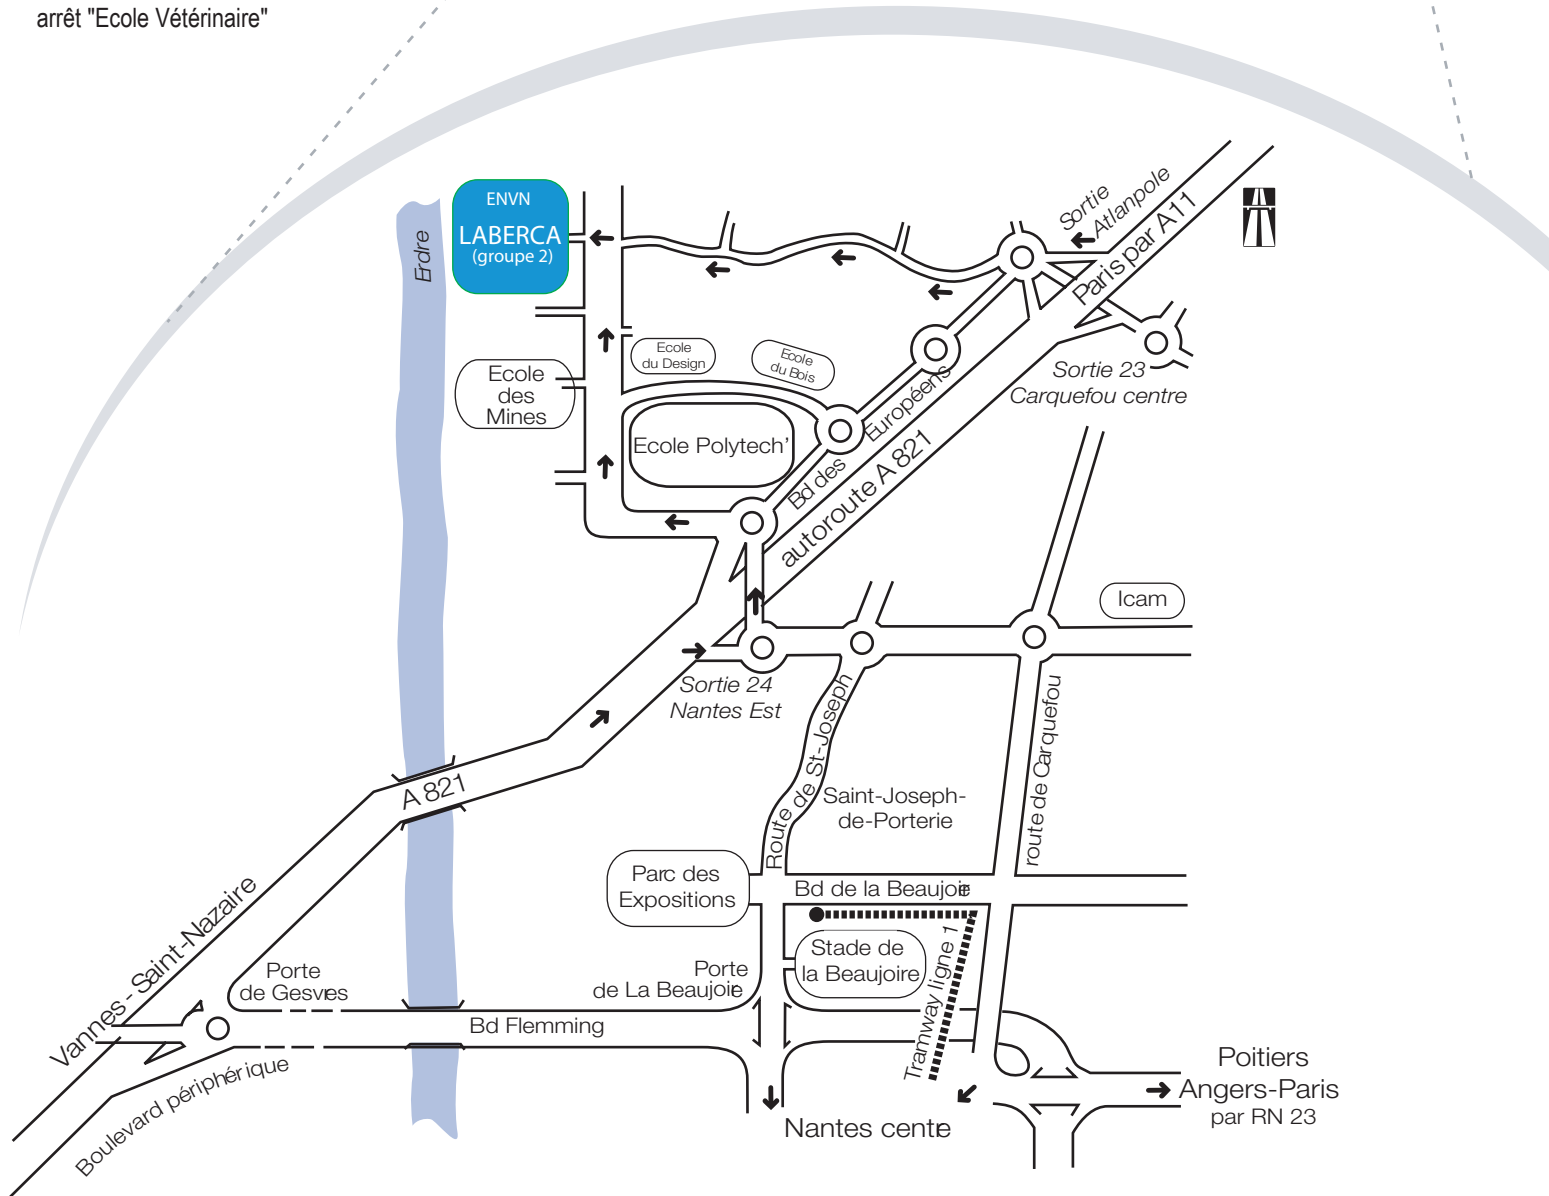 arrêt "Ecole Vétérinaire"
ENVN
LABERCA
(groupe 2)
Erdre
Sortie
Atlanpole
Paris par A11
Ecole
du Design
Ecole
du Bois
Ecole
des
Mines
Ecole Polytech'
Sortie 23
Carquefou centre
Bd des Européens
autoroute A 821
Icam
Sortie 24
Nantes Est
Route de St-Joseph
route de Carquefou
A 821
Saint-Joseph-
de-Porterie
Parc des
Expositions
Bd de la Beaujoire
Vannes - Saint-Nazaire
Stade de
la Beaujoire
Tramway ligne 1
Porte
de Gesvres
Porte
de La Beaujoire
Bd Flemming
Boulevard périphérique
Nantes centre
Poitiers
Angers-Paris
par RN 23